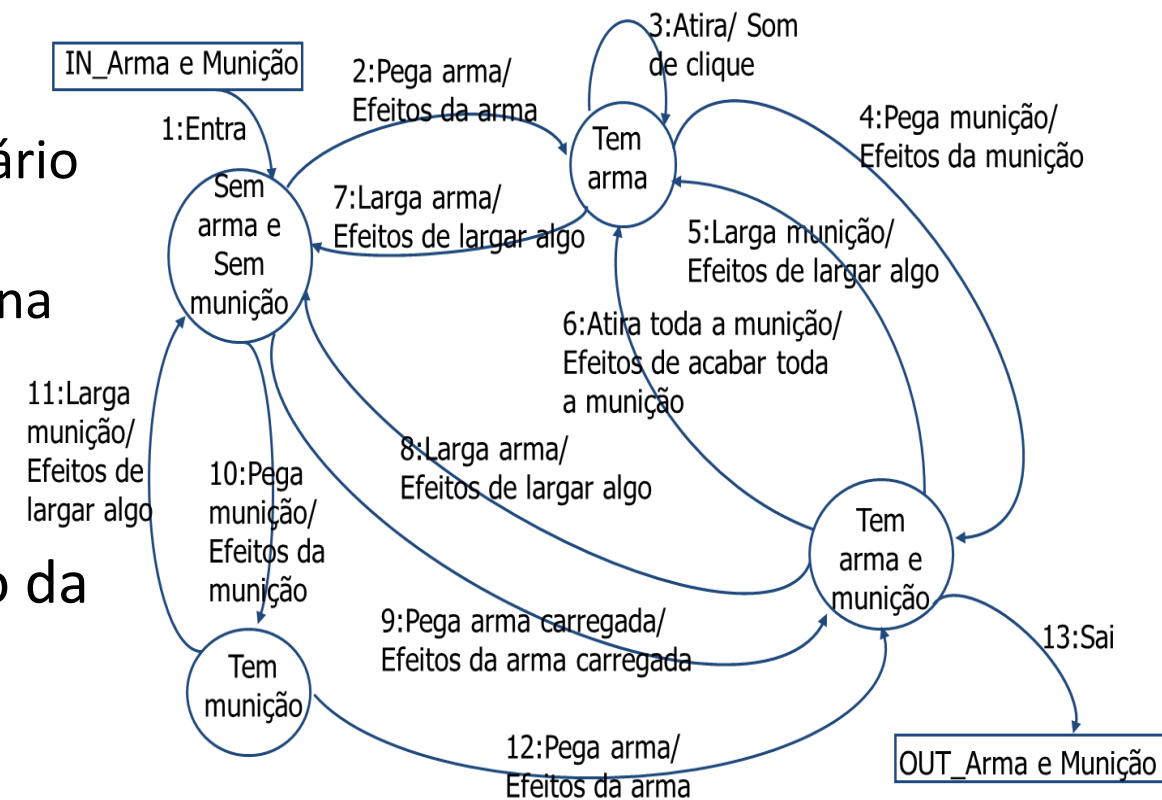 IN_Arma e Munição
1:Entra
ário
na
o da
2:Pega arma/
Efeitos da arma
3:Atira/ Som
de clique
Tem
arma
4:Pega munição/
Efeitos da munição
Sem
arma e
Sem
munição
7:Larga arma/
Efeitos de largar algo
5:Larga munição/
Efeitos de largar algo
6:Atira toda a munição/
Efeitos de acabar toda
a munição
11:Larga
munição/
Efeitos de
largar algo
10:Pega
munição/
Efeitos da
munição
8:Larga arma/
Efeitos de largar algo
Tem
arma e
munição
9:Pega arma carregada/
Efeitos da arma carregada
13:Sai
Tem
munição
12:Pega arma/
Efeitos da arma
OUT_Arma e Munição